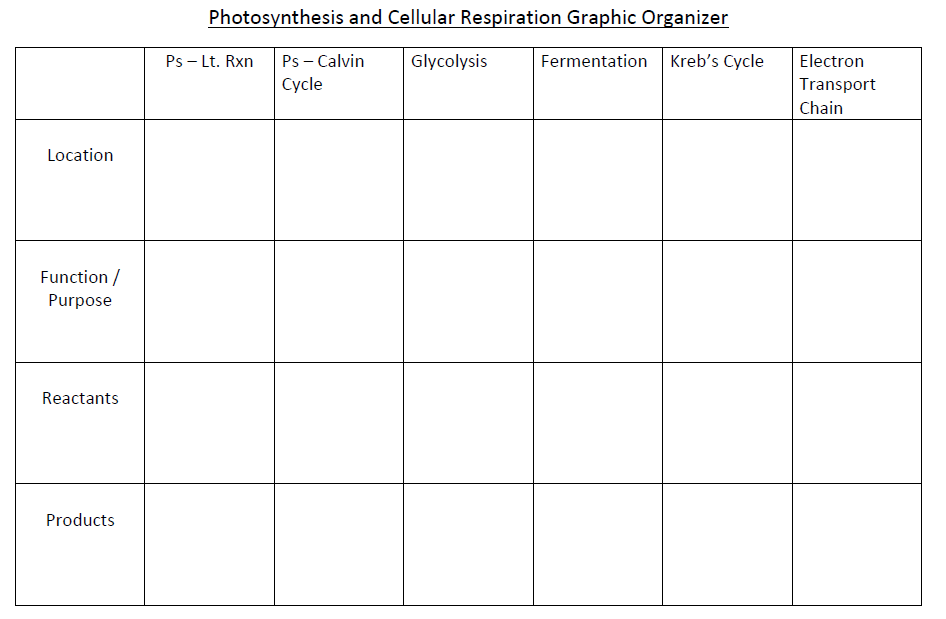 Photosynthesis and Cellular Respiration Graphic Organizer
Ps – Lt. Rxn
Ps – Calvin
Cycle
Glycolysis
Fermentation
Kreb’s Cycle
Electron
Transport
Chain
Location
Function /
Purpose
Reactants
Products